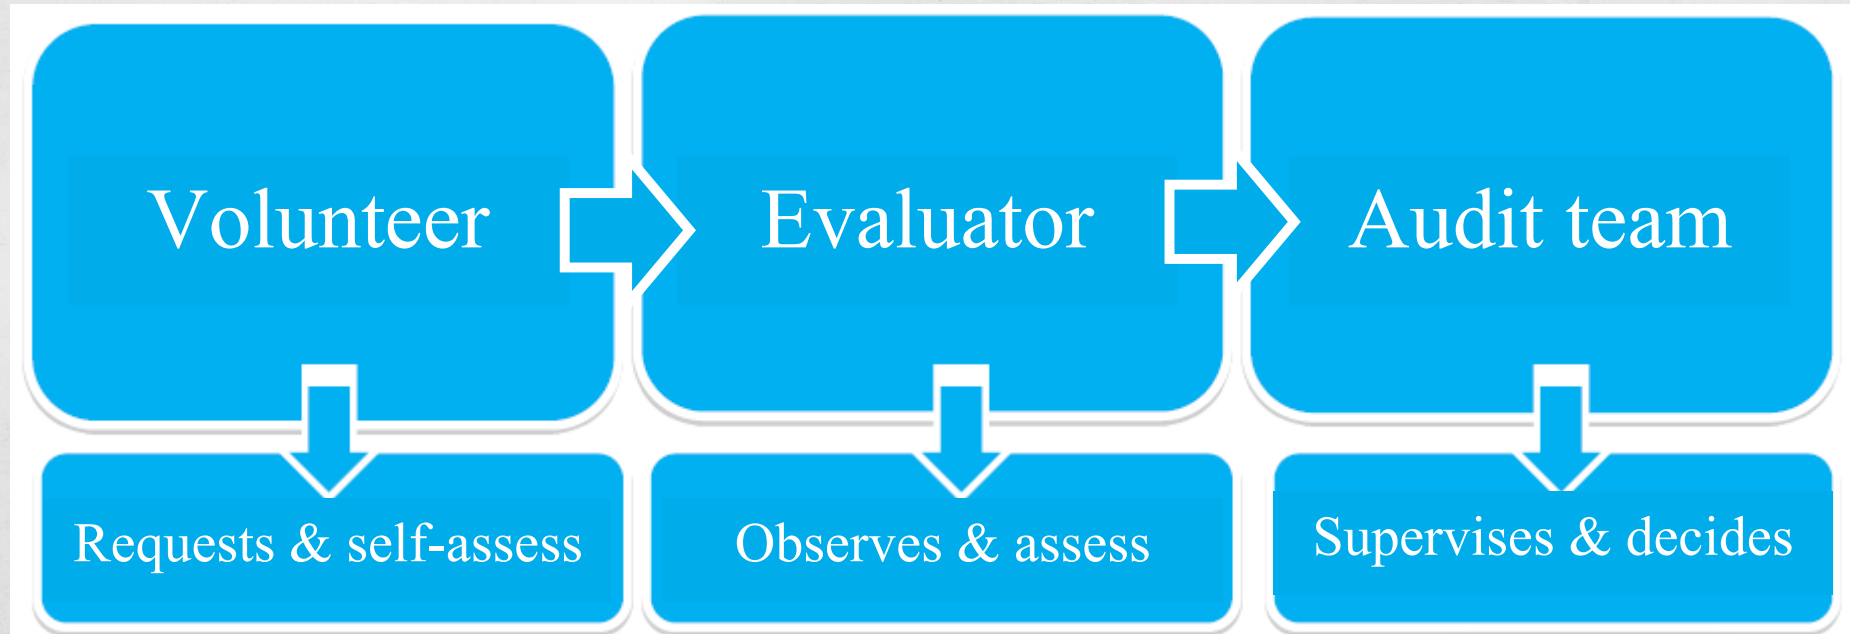 Volunteer
Evaluator
Audit team
Requests & self-assess
Observes & assess
Supervises & decides